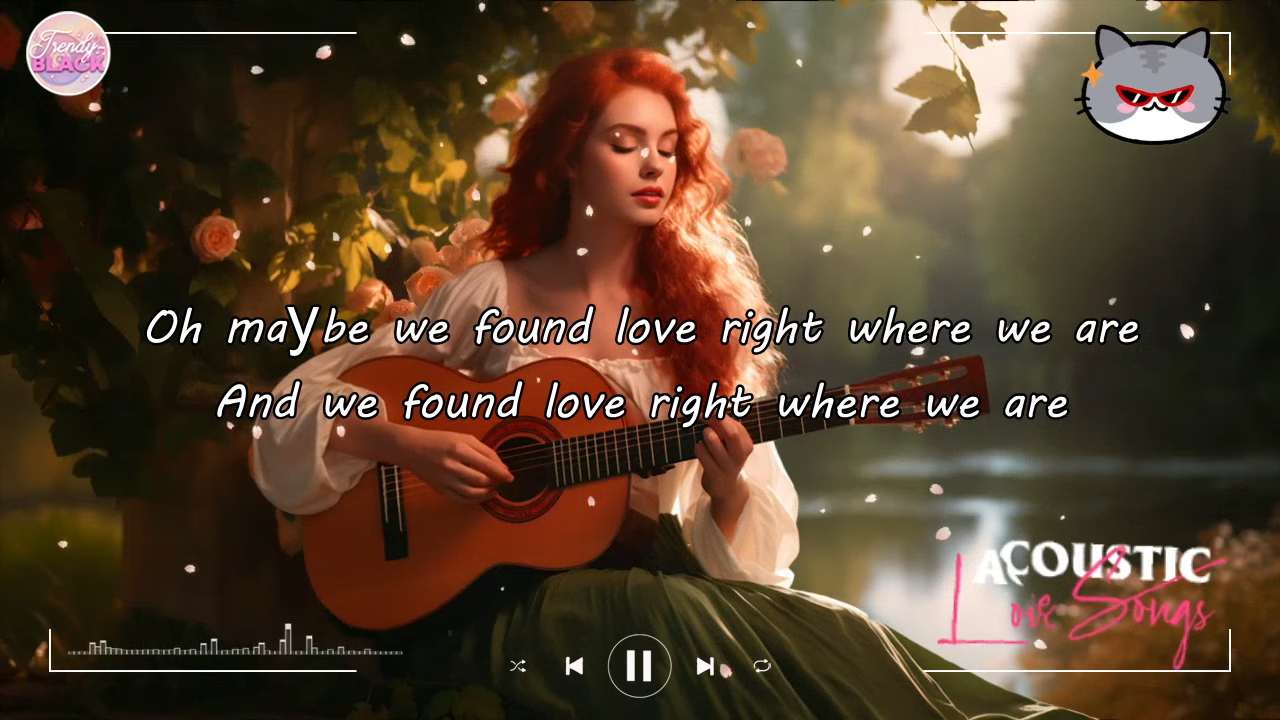 Trendy
BLACK
Oh maybe we found love right where we are
And we found love right where we are
ACOUSTIC
Love Songs